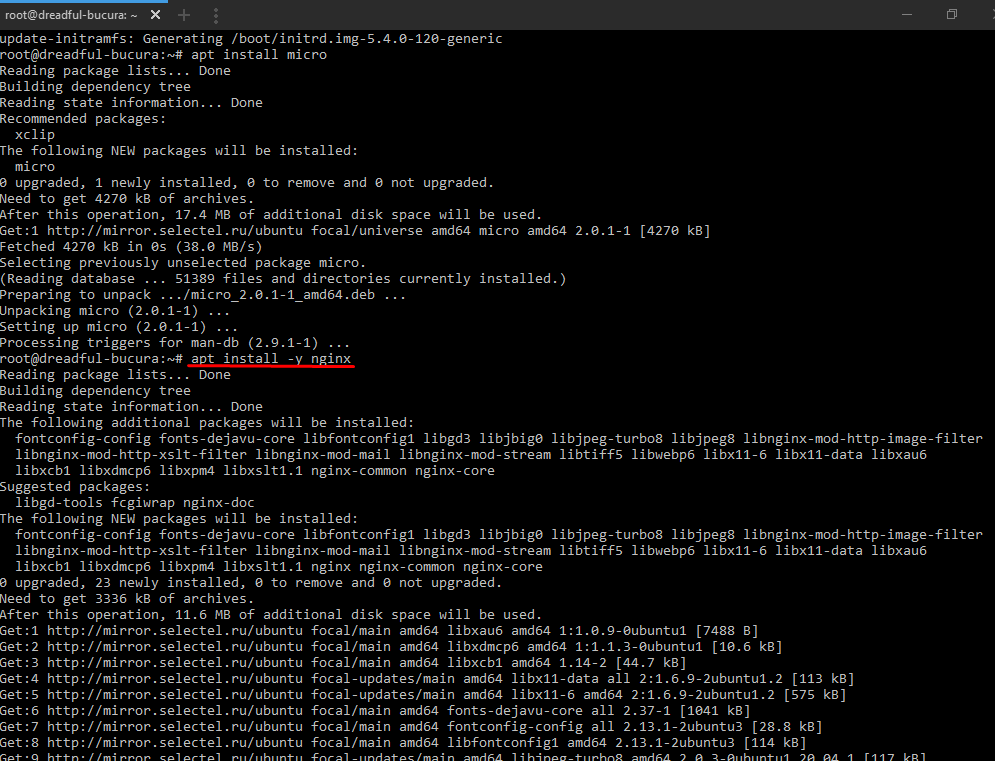 root@dreadful-bucura: ~
update-initramfs: Generating /boot/initrd.img-5.4.0-120-generic
root@dreadful-bucura:~# apt install micro
Reading package lists... Done
Building dependency tree
Reading state information... Done
Recommended packages:
  xclip
The following NEW packages will be installed:
  micro
0 upgraded, 1 newly installed, 0 to remove and 0 not upgraded.
Need to get 4270 kB of archives.
After this operation, 17.4 MB of additional disk space will be used.
Get:1 http://mirror.selectel.ru/ubuntu focal/universe amd64 micro amd64 2.0.1-1 [4270 kB]
Fetched 4270 kB in 0s (38.0 MB/s)
Selecting previously unselected package micro.
(Reading database ... 51389 files and directories currently installed.)
Preparing to unpack .../micro_2.0.1-1_amd64.deb ...
Unpacking micro (2.0.1-1) ...
Setting up micro (2.0.1-1) ...
Processing triggers for man-db (2.9.1-1) ...
root@dreadful-bucura:~# apt install -y nginx
Reading package lists... Done
Building dependency tree
Reading state information... Done
The following additional packages will be installed:
  fontconfig-config fonts-dejavu-core libfontconfig1 libgd3 libjbig0 libjpeg-turbo8 libjpeg8 libnginx-mod-http-image-filter
  libnginx-mod-http-xslt-filter libnginx-mod-mail libnginx-mod-stream libtiff5 libwebp6 libx11-6 libx11-data libxau6
  libxcb1 libxdmcp6 libxpm4 libxslt1.1 nginx-common nginx-core
Suggested packages:
  libgd-tools fcgiwrap nginx-doc
The following NEW packages will be installed:
  fontconfig-config fonts-dejavu-core libfontconfig1 libgd3 libjbig0 libjpeg-turbo8 libjpeg8 libnginx-mod-http-image-filter
  libnginx-mod-http-xslt-filter libnginx-mod-mail libnginx-mod-stream libtiff5 libwebp6 libx11-6 libx11-data libxau6
  libxcb1 libxdmcp6 libxpm4 libxslt1.1 nginx nginx-common nginx-core
0 upgraded, 23 newly installed, 0 to remove and 0 not upgraded.
Need to get 3336 kB of archives.
After this operation, 11.6 MB of additional disk space will be used.
Get:1 http://mirror.selectel.ru/ubuntu focal/main amd64 libxau6 amd64 1:1.0.9-0ubuntu1 [7488 B]
Get:2 http://mirror.selectel.ru/ubuntu focal/main amd64 libxdmcp6 amd64 1:1.1.3-0ubuntu1 [10.6 kB]
Get:3 http://mirror.selectel.ru/ubuntu focal/main amd64 libxcb1 amd64 1.14-2 [44.7 kB]
Get:4 http://mirror.selectel.ru/ubuntu focal-updates/main amd64 libx11-data all 2:1.6.9-2ubuntu1.2 [113 kB]
Get:5 http://mirror.selectel.ru/ubuntu focal-updates/main amd64 libx11-6 amd64 2:1.6.9-2ubuntu1.2 [575 kB]
Get:6 http://mirror.selectel.ru/ubuntu focal/main amd64 fonts-dejavu-core all 2.37-1 [1041 kB]
Get:7 http://mirror.selectel.ru/ubuntu focal/main amd64 fontconfig-config all 2.13.1-2ubuntu3 [28.8 kB]
Get:8 http://mirror.selectel.ru/ubuntu focal/main amd64 libfontconfig1 amd64 2.13.1-2ubuntu3 [114 kB]
Get:9 http://mirror.selectel.ru/ubuntu focal-updates/main amd64 libjpeg-turbo8 amd64 2.0.3-0ubuntu1.20.04.1 [117 kB]